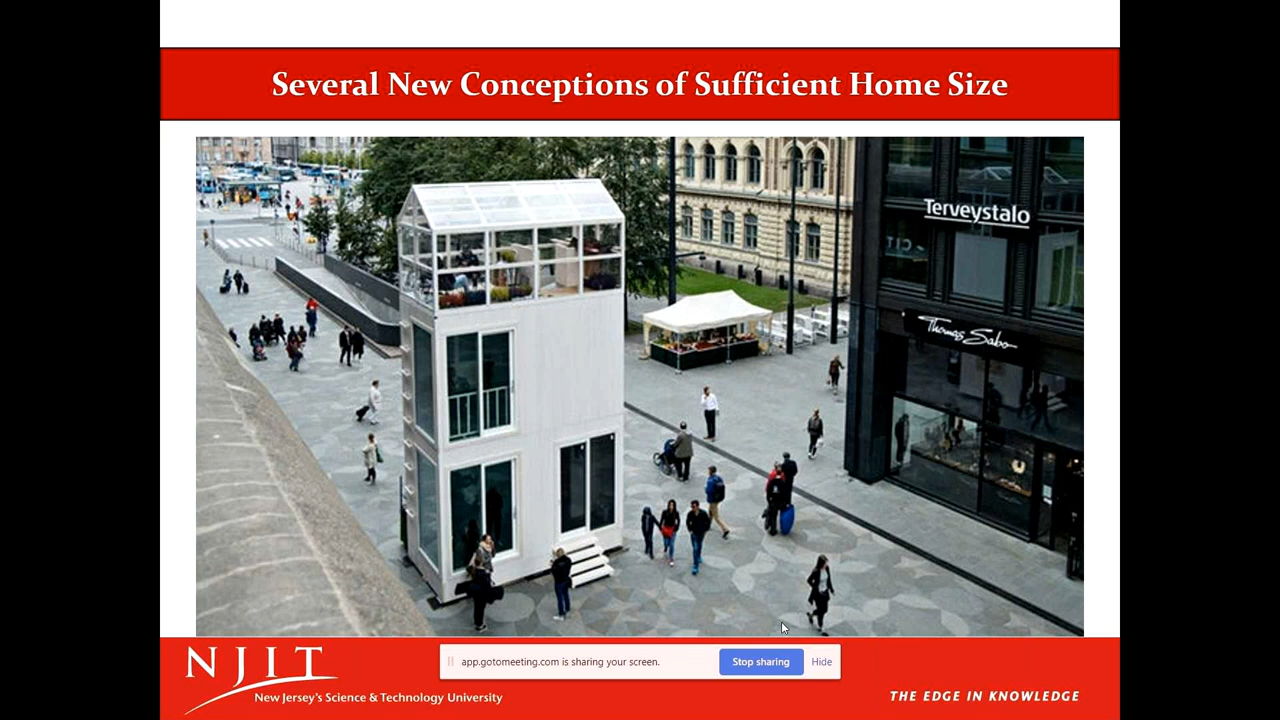 Several New Conceptions of Sufficient Home Size
Terveystalo
CIT
Thomas Sabo
NJIT
New Jersey's Science & Technology University
app.gotomeeting.com is sharing your screen.
Stop sharing
Hide
THE EDGE IN KNOWLEDGE